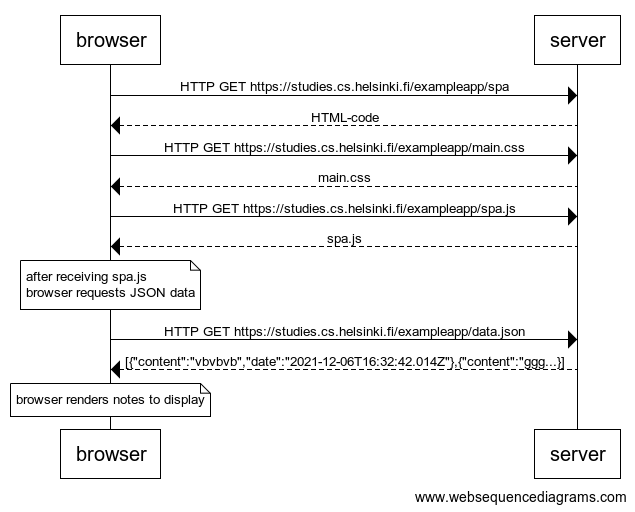 browser
server
HTTP GET https://studies.cs.helsinki.fi/exampleapp/spa
HTML-code
HTTP GET https://studies.cs.helsinki.fi/exampleapp/main.css
main.css
HTTP GET https://studies.cs.helsinki.fi/exampleapp/spa.js
spa.js
after receiving spa.js
browser requests JSON data
HTTP GET https://studies.cs.helsinki.fi/exampleapp/data.json
[{"content":"vbvbvb","date":"2021-12-06T16:32:42.014Z"},{"content":"ggg...}]
browser renders notes to display
browser
server
www.websequencediagrams.com